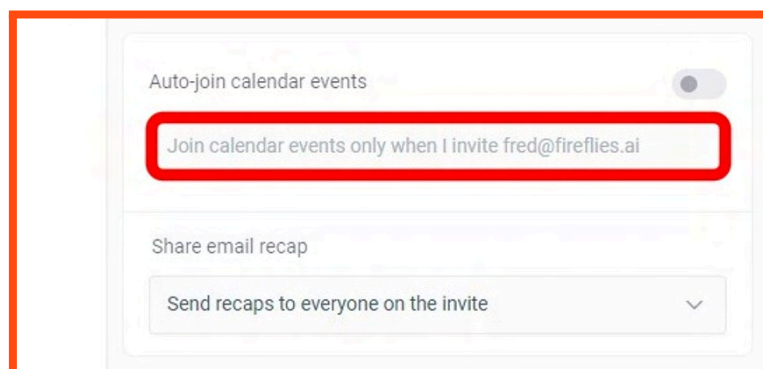 Auto-join calendar events
Join calendar events only when I invite fred@fireflies.ai
Share email recap
Send recaps to everyone on the invite